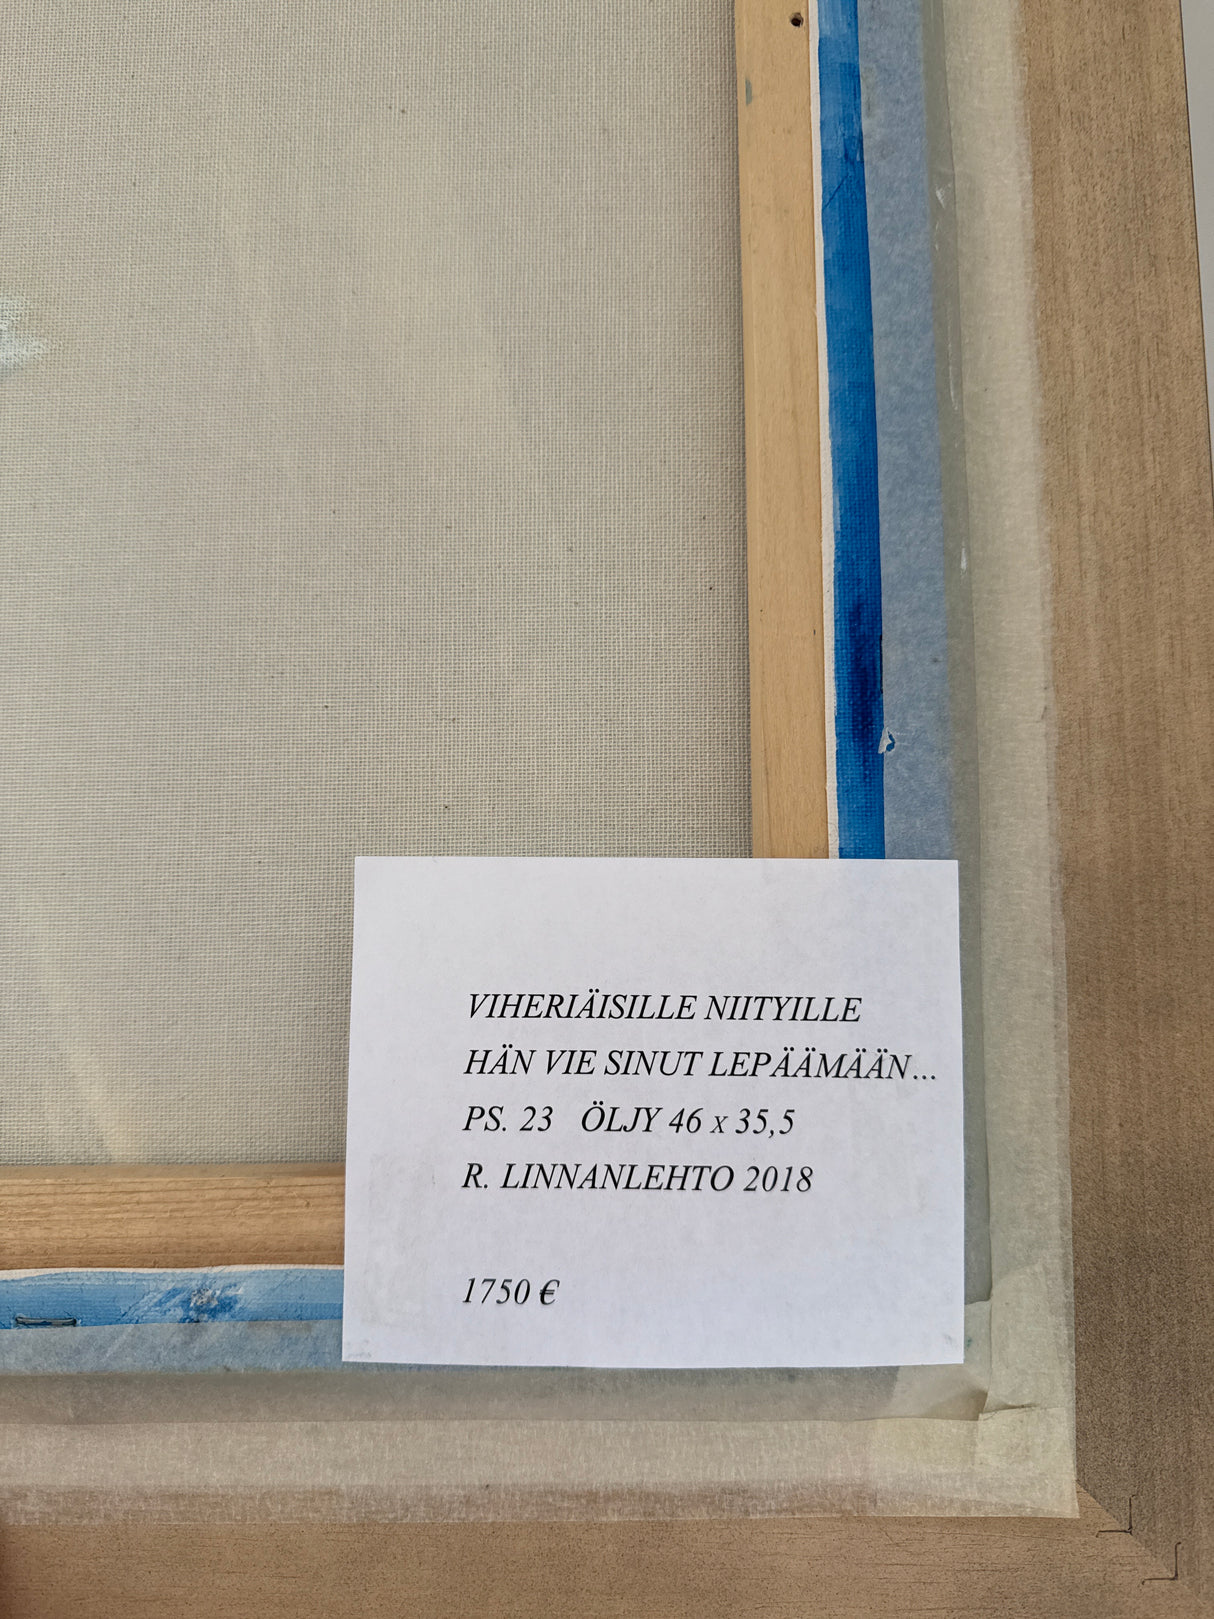 VIHERIÄISILLE NIITYILLE
HÄN VIE SINUT LEPÄÄMÄÄN...
PS. 23 ÖLJY 46 x 35,5
R. LINNANLEHTO 2018
1750 €